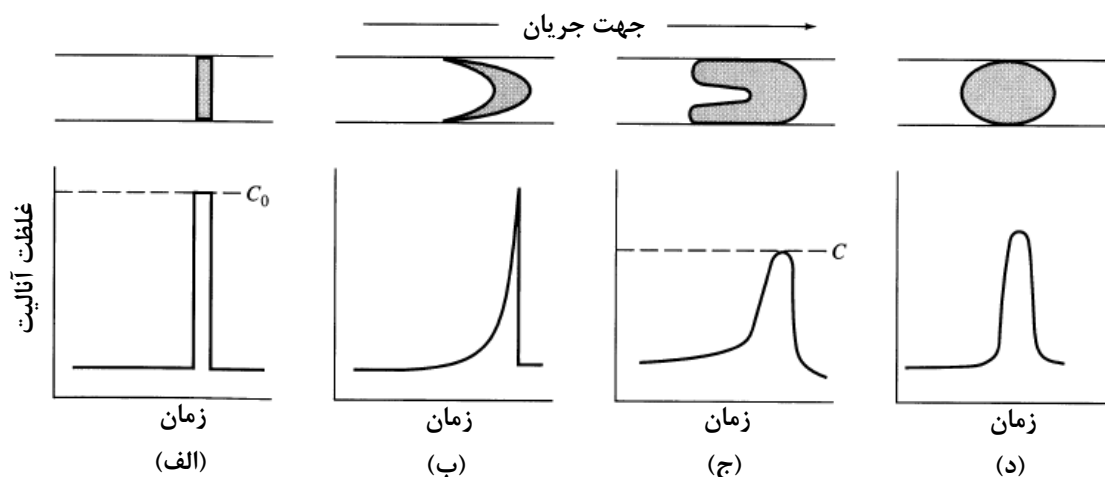 جهت جریان
غلظت آنالیت
C₀
C
زمان
زمان
زمان
زمان
(الف)
(ب)
(ج)
(د)